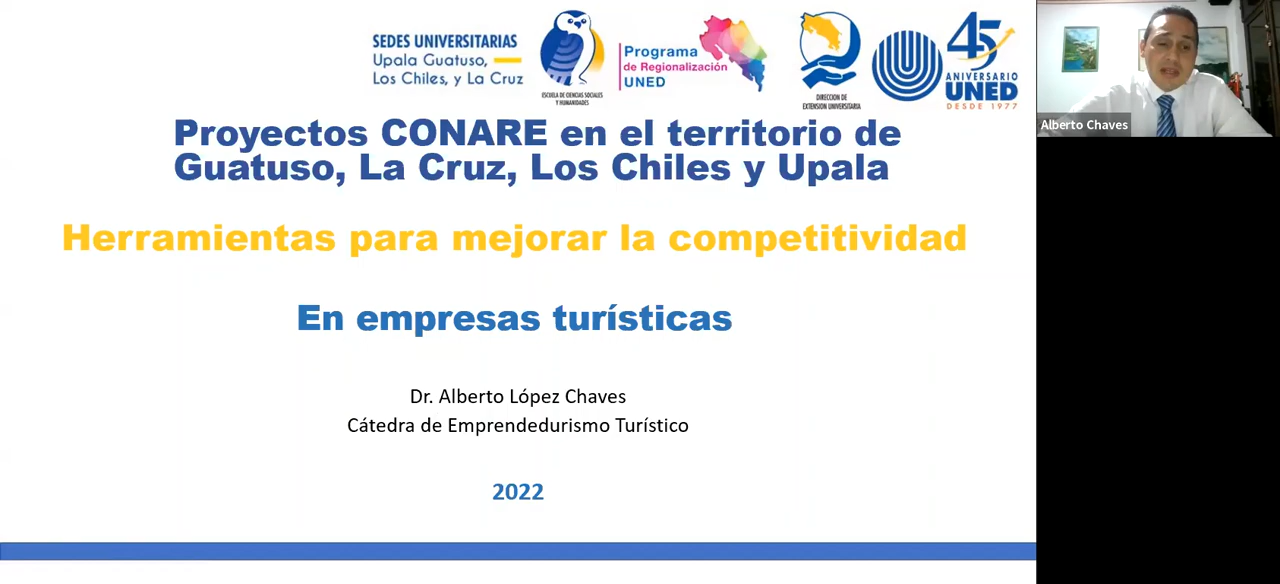 SEDES UNIVERSITARIAS
Upala Guatuso,
Los Chiles, y La Cruz
ESCUELA DE CIENCIAS SOCIALES
Y HUMANIDADES
Programa
de Regionalización
UNED
DIRECCION DE
EXTENSION UNIVERSITARIA
45
ANIVERSARIO
UNED
DESDE 1977
Alberto Chaves
Proyectos CONARE en el territorio de
Guatuso, La Cruz, Los Chiles y Upala
Herramientas para mejorar la competitividad
En empresas turísticas
Dr. Alberto López Chaves
Cátedra de Emprendedurismo Turístico
2022